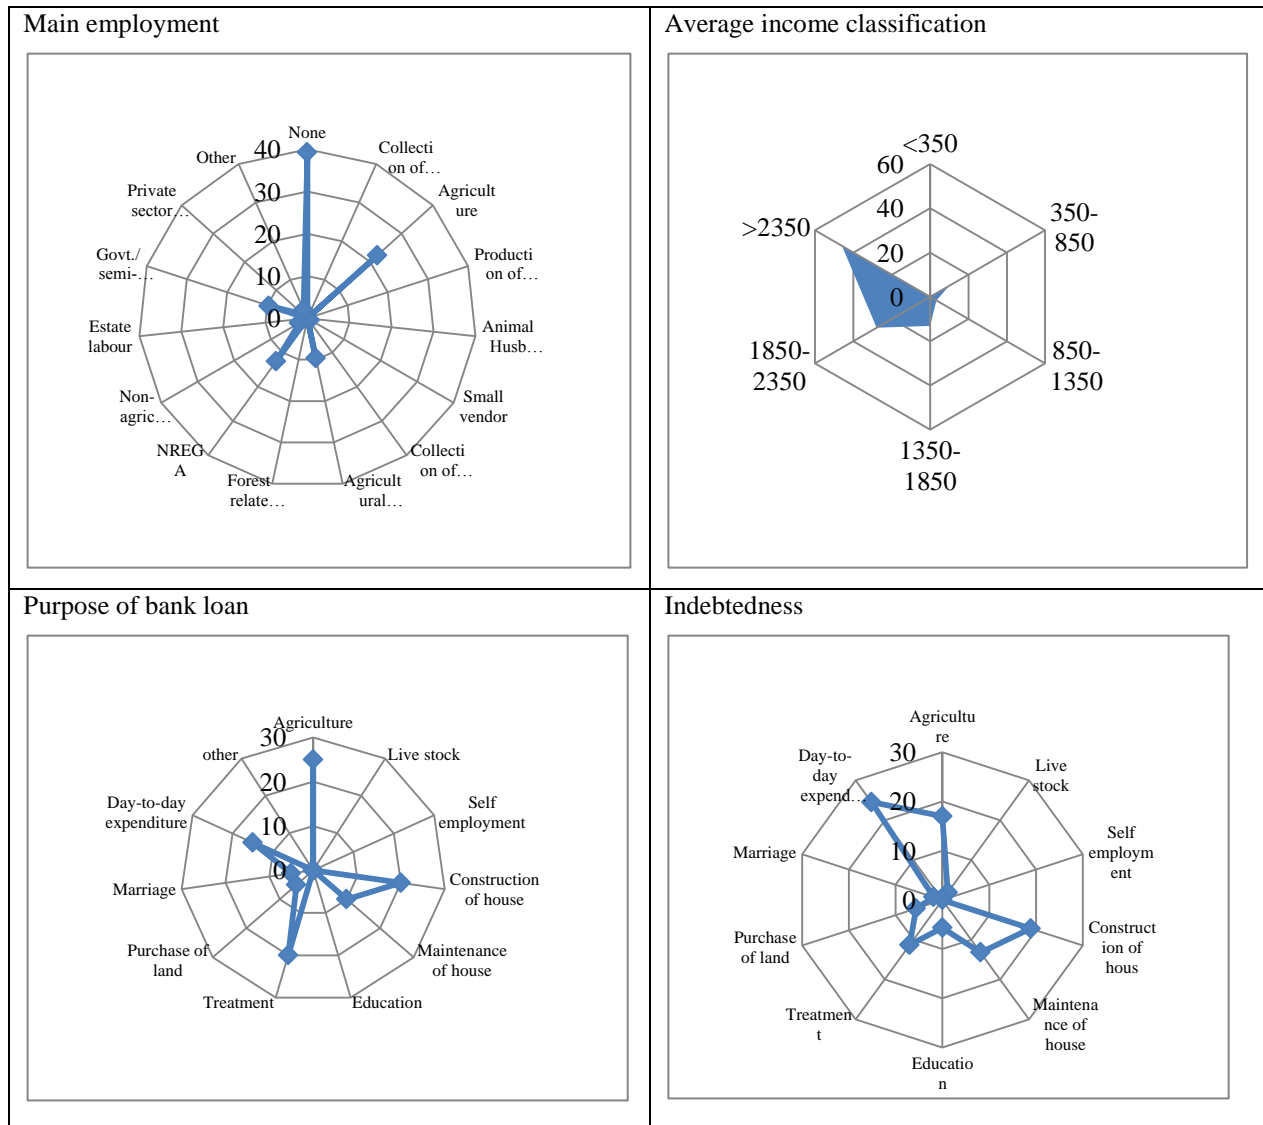 Main employment
None
Collecti
on of…
Agricult
ure
Producti
on of…
Animal
Husb…
Small
vendor
Collecti
on of…
Agricult
ural…
Forest
relate…
NREG
A
Non-
agric…
Estate
labour
Govt./
semi-…
Private
sector…
Other
40
30
20
10
0
Average income classification
<350
350-
850
850-
1350
1350-
1850
1850-
2350
>2350
60
40
20
0
Purpose of bank loan
Agriculture
Live stock
Self
employment
Construction
of house
Maintenance
of house
Education
Treatment
Purchase of
land
Marriage
Day-to-day
expenditure
other
30
20
10
0
Indebtedness
Agricultu
re
Live
stock
Self
employm
ent
Construct
ion of
hous
Maintena
nce of
house
Educatio
n
Treatmen
t
Purchase
of land
Marriage
Day-to-
day
expend…
30
20
10
0